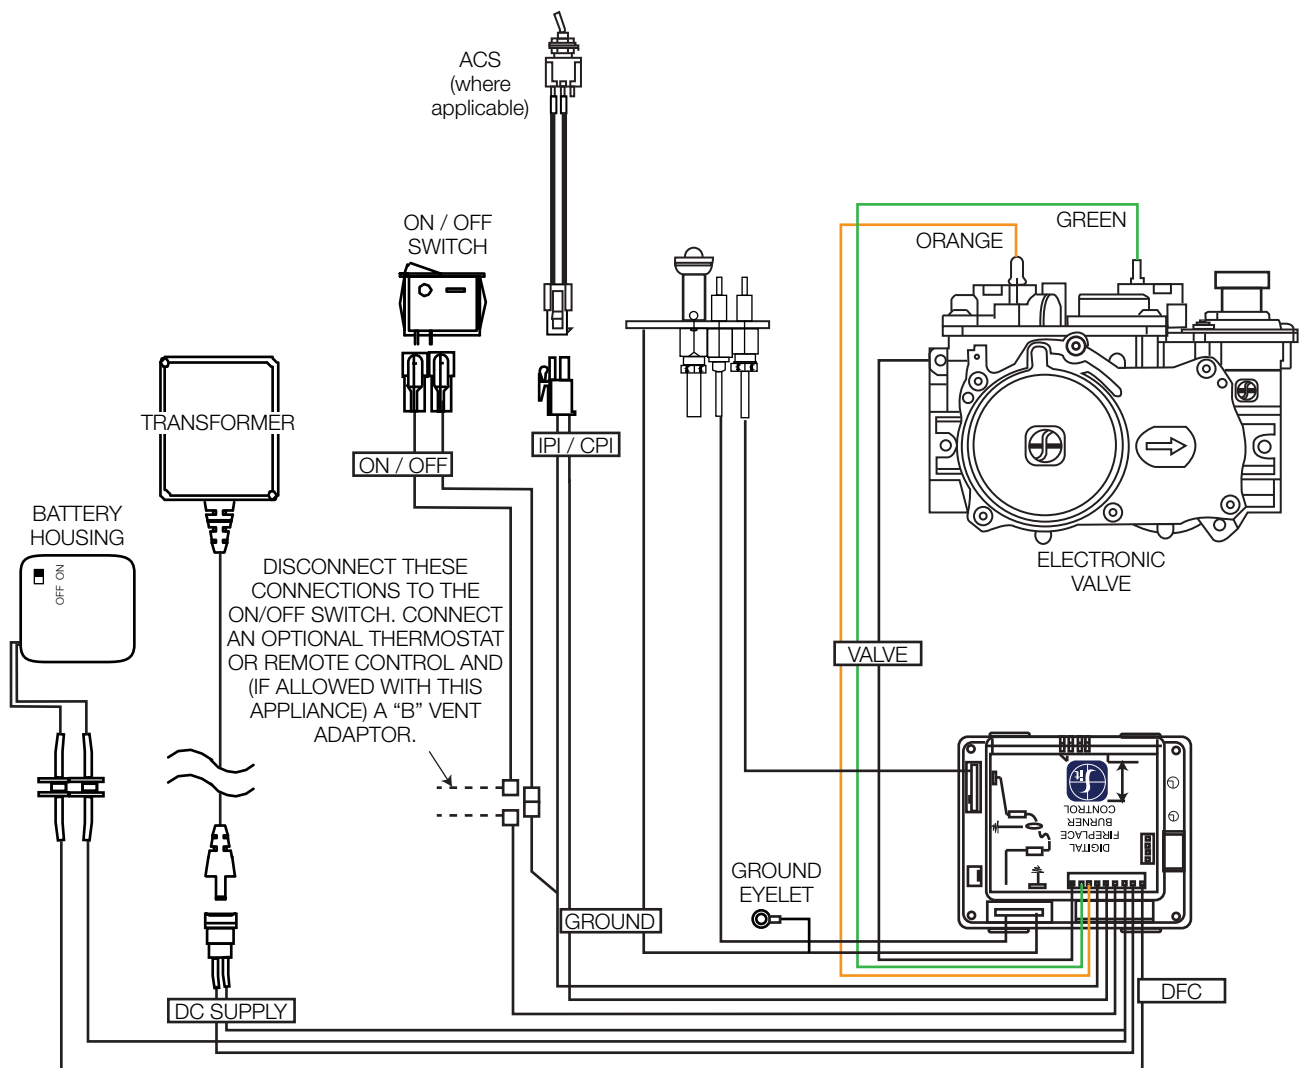 ACS
(where
applicable)
ON / OFF
SWITCH
GREEN
ORANGE
TRANSFORMER
ON / OFF
IPI / CPI
BATTERY
HOUSING
OFF ON
DISCONNECT THESE
CONNECTIONS TO THE
ON/OFF SWITCH. CONNECT
AN OPTIONAL THERMOSTAT
OR REMOTE CONTROL AND
(IF ALLOWED WITH THIS
APPLIANCE) A “B” VENT
ADAPTOR.
ELECTRONIC
VALVE
VALVE
sit
DIGITAL
FIREPLACE
BURNER
CONTROL
GROUND
EYELET
GROUND
DFC
DC SUPPLY